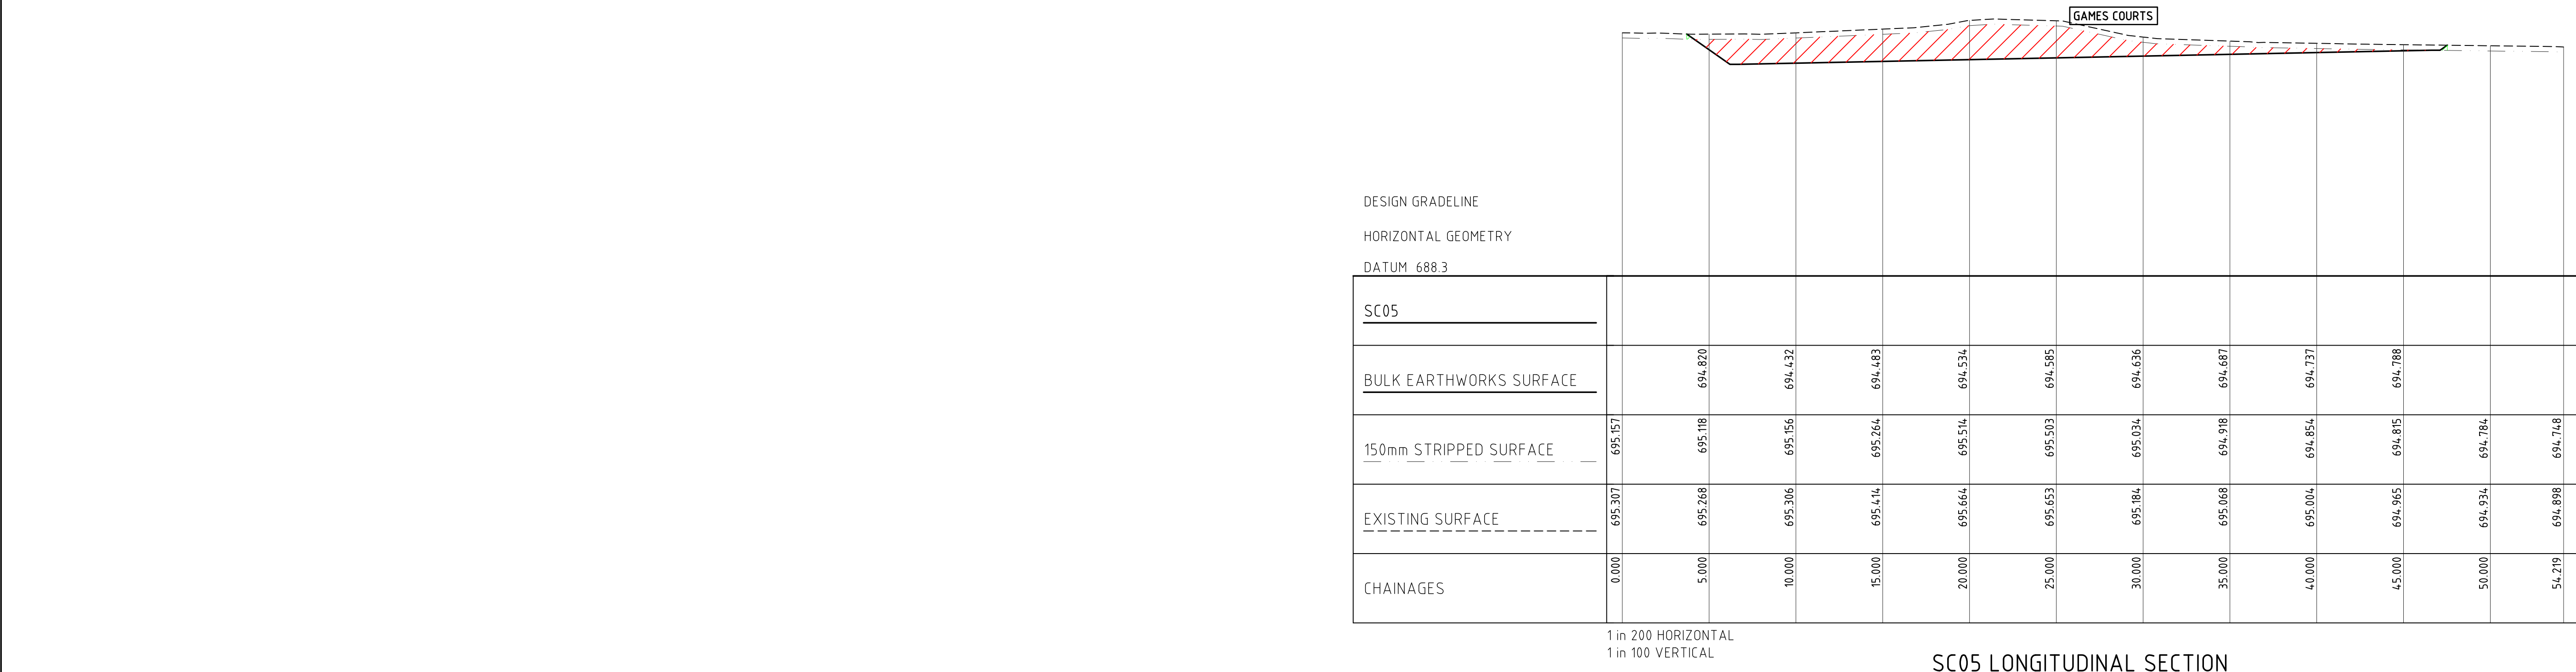 GAMES COURTS
DESIGN GRADELINE
HORIZONTAL GEOMETRY
DATUM 688.3
SC05
BULK EARTHWORKS SURFACE 694.820 694.432 694.483 694.534 694.585 694.636 694.687 694.737 694.788
150mm STRIPPED SURFACE 695.157 695.118 695.156 695.264 695.514 695.503 695.034 694.918 694.854 694.815 694.784 694.748
EXISTING SURFACE 695.307 695.268 695.306 695.414 695.664 695.653 695.184 695.068 695.004 694.965 694.934 694.898
CHAINAGES 0.000 5.000 10.000 15.000 20.000 25.000 30.000 35.000 40.000 45.000 50.000 54.219
1 in 200 HORIZONTAL
1 in 100 VERTICAL
SC05 LONGITUDINAL SECTION